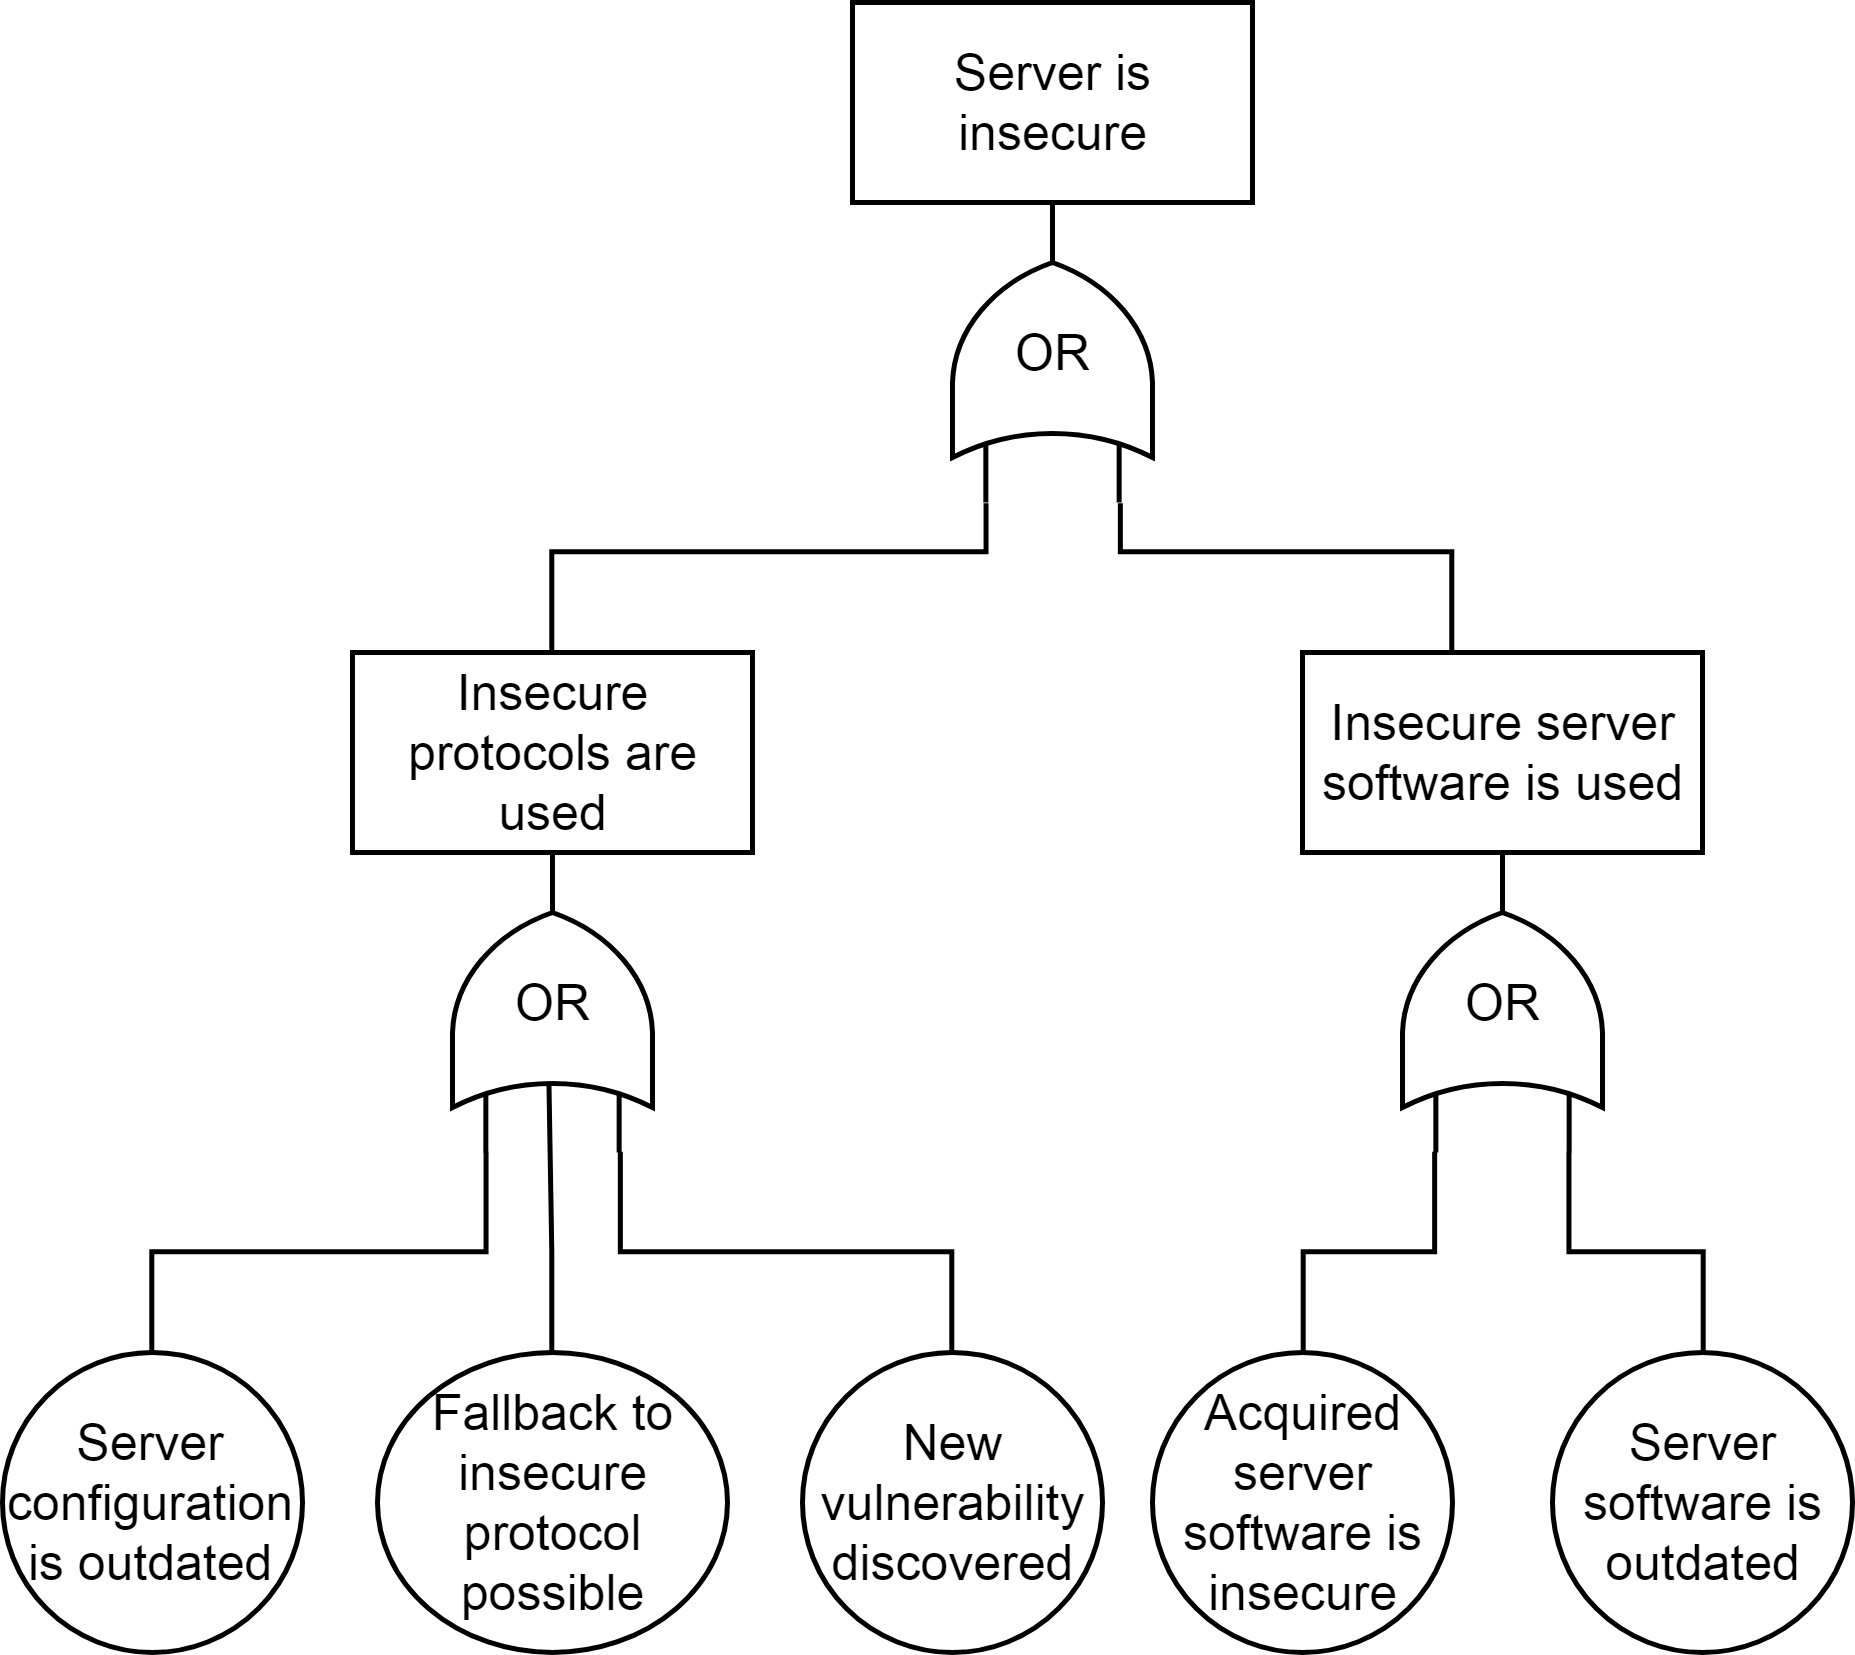 Server is
insecure
OR
Insecure
protocols are
used
Insecure server
software is used
OR
OR
Server
configuration
is outdated
Fallback to
insecure
protocol
possible
New
vulnerability
discovered
Acquired
server
software is
insecure
Server
software is
outdated